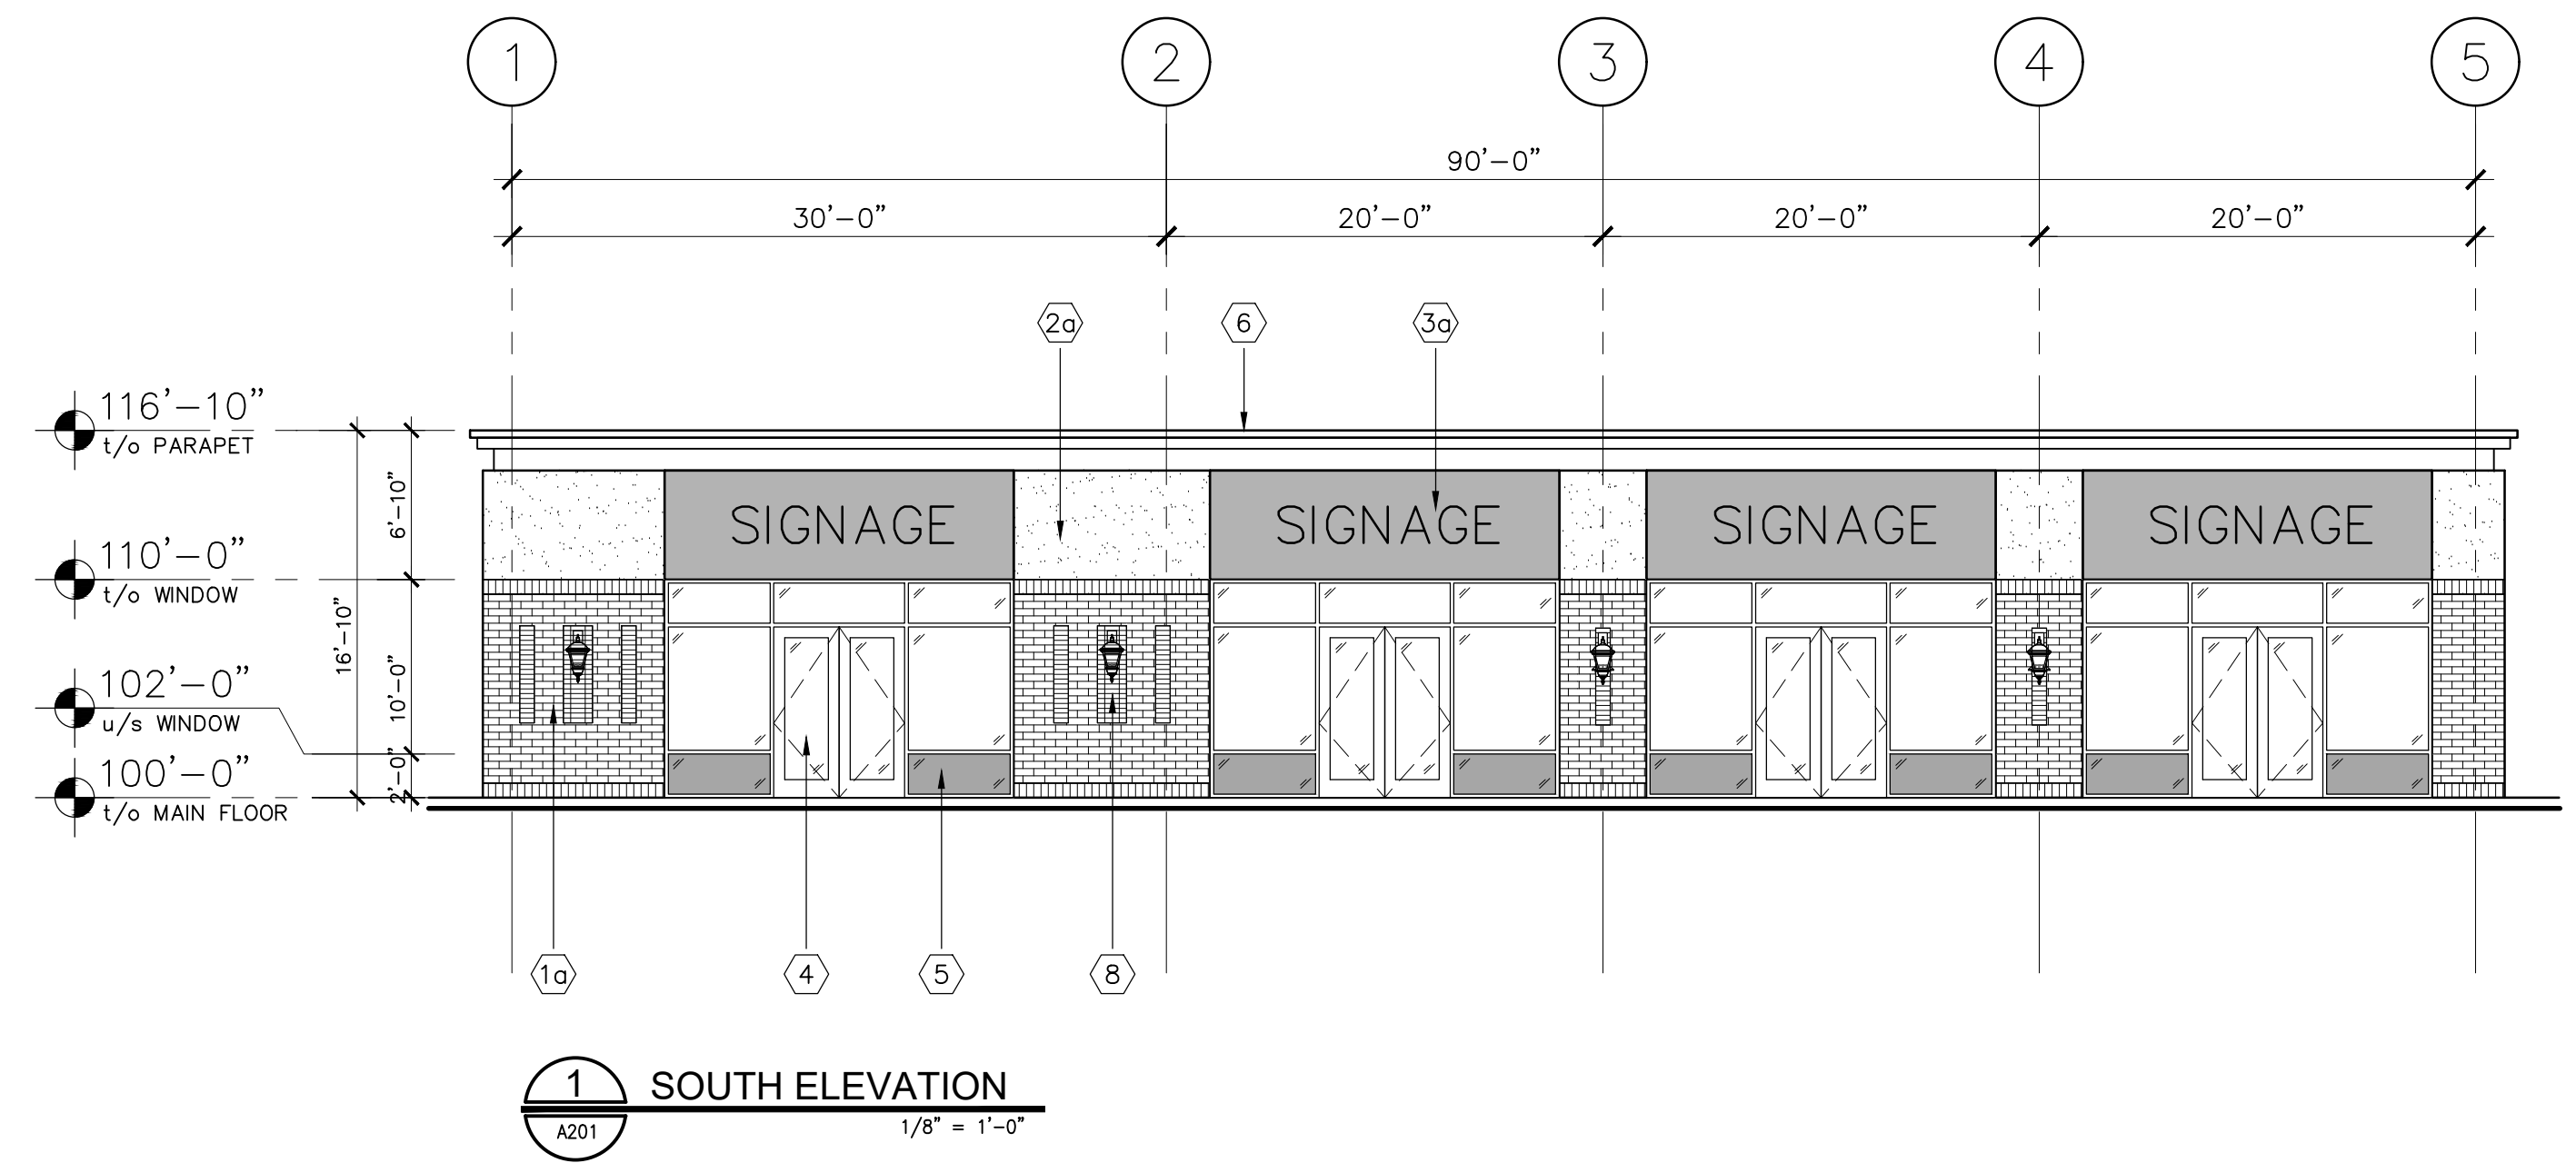 1 2 3 4 5
90'-0"
30'-0" 20'-0" 20'-0" 20'-0"
2a 6 3a
116'-10"
t/o PARAPET
6'-10"
SIGNAGE SIGNAGE SIGNAGE SIGNAGE
110'-0"
t/o WINDOW
16'-10"
10'-0"
102'-0"
u/s WINDOW
2'-0"
100'-0"
t/o MAIN FLOOR
1a 4 5 8
1 SOUTH ELEVATION
A201 1/8" = 1'-0"